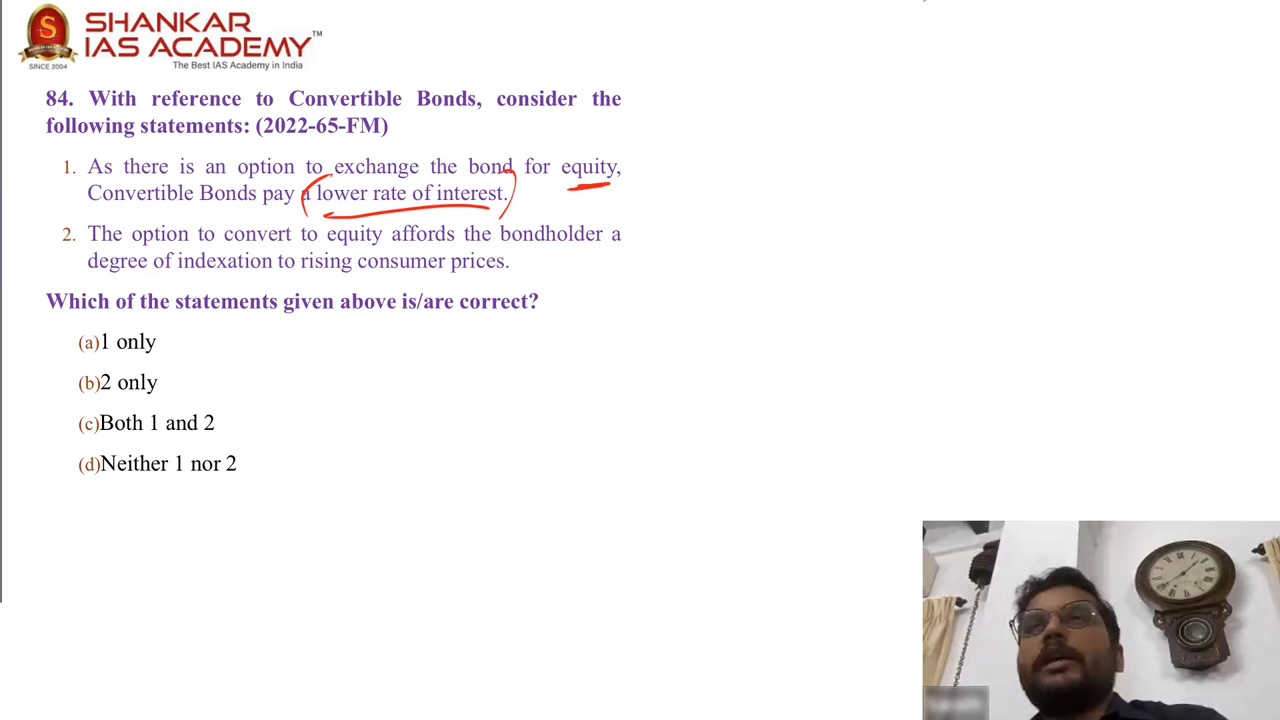 SHANKAR
IAS ACADEMY™
The Best IAS Academy in India
S
SINCE 2004
84. With reference to Convertible Bonds, consider the
following statements: (2022-65-FM)
1. As there is an option to exchange the bond for equity,
Convertible Bonds pay a lower rate of interest.
2. The option to convert to equity affords the bondholder a
degree of indexation to rising consumer prices.
Which of the statements given above is/are correct?
(a)1 only
(b)2 only
(c)Both 1 and 2
(d)Neither 1 nor 2